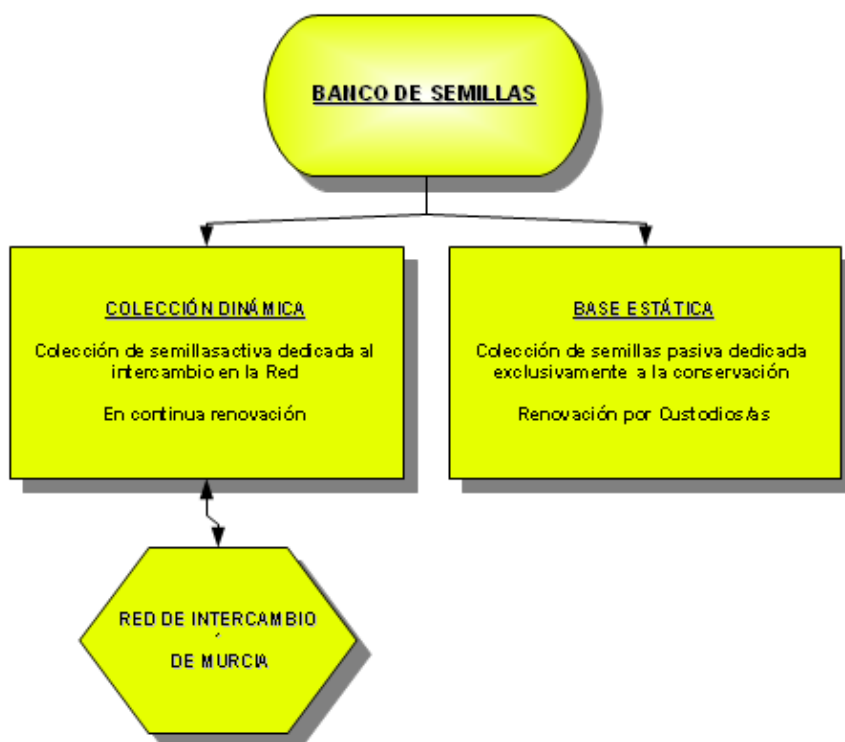 BANCO DE SEMILLAS
COLECCIÓN DINÁMICA
Colección de semillasactiva dedicada al
intercambio en la Red
En continua renovación
BASE ESTÁTICA
Colección de semillas pasiva dedicada
exclusivamente a la conservación
Renovación por Custodios/as
RED DE INTERCAMBIO
DE MURCIA